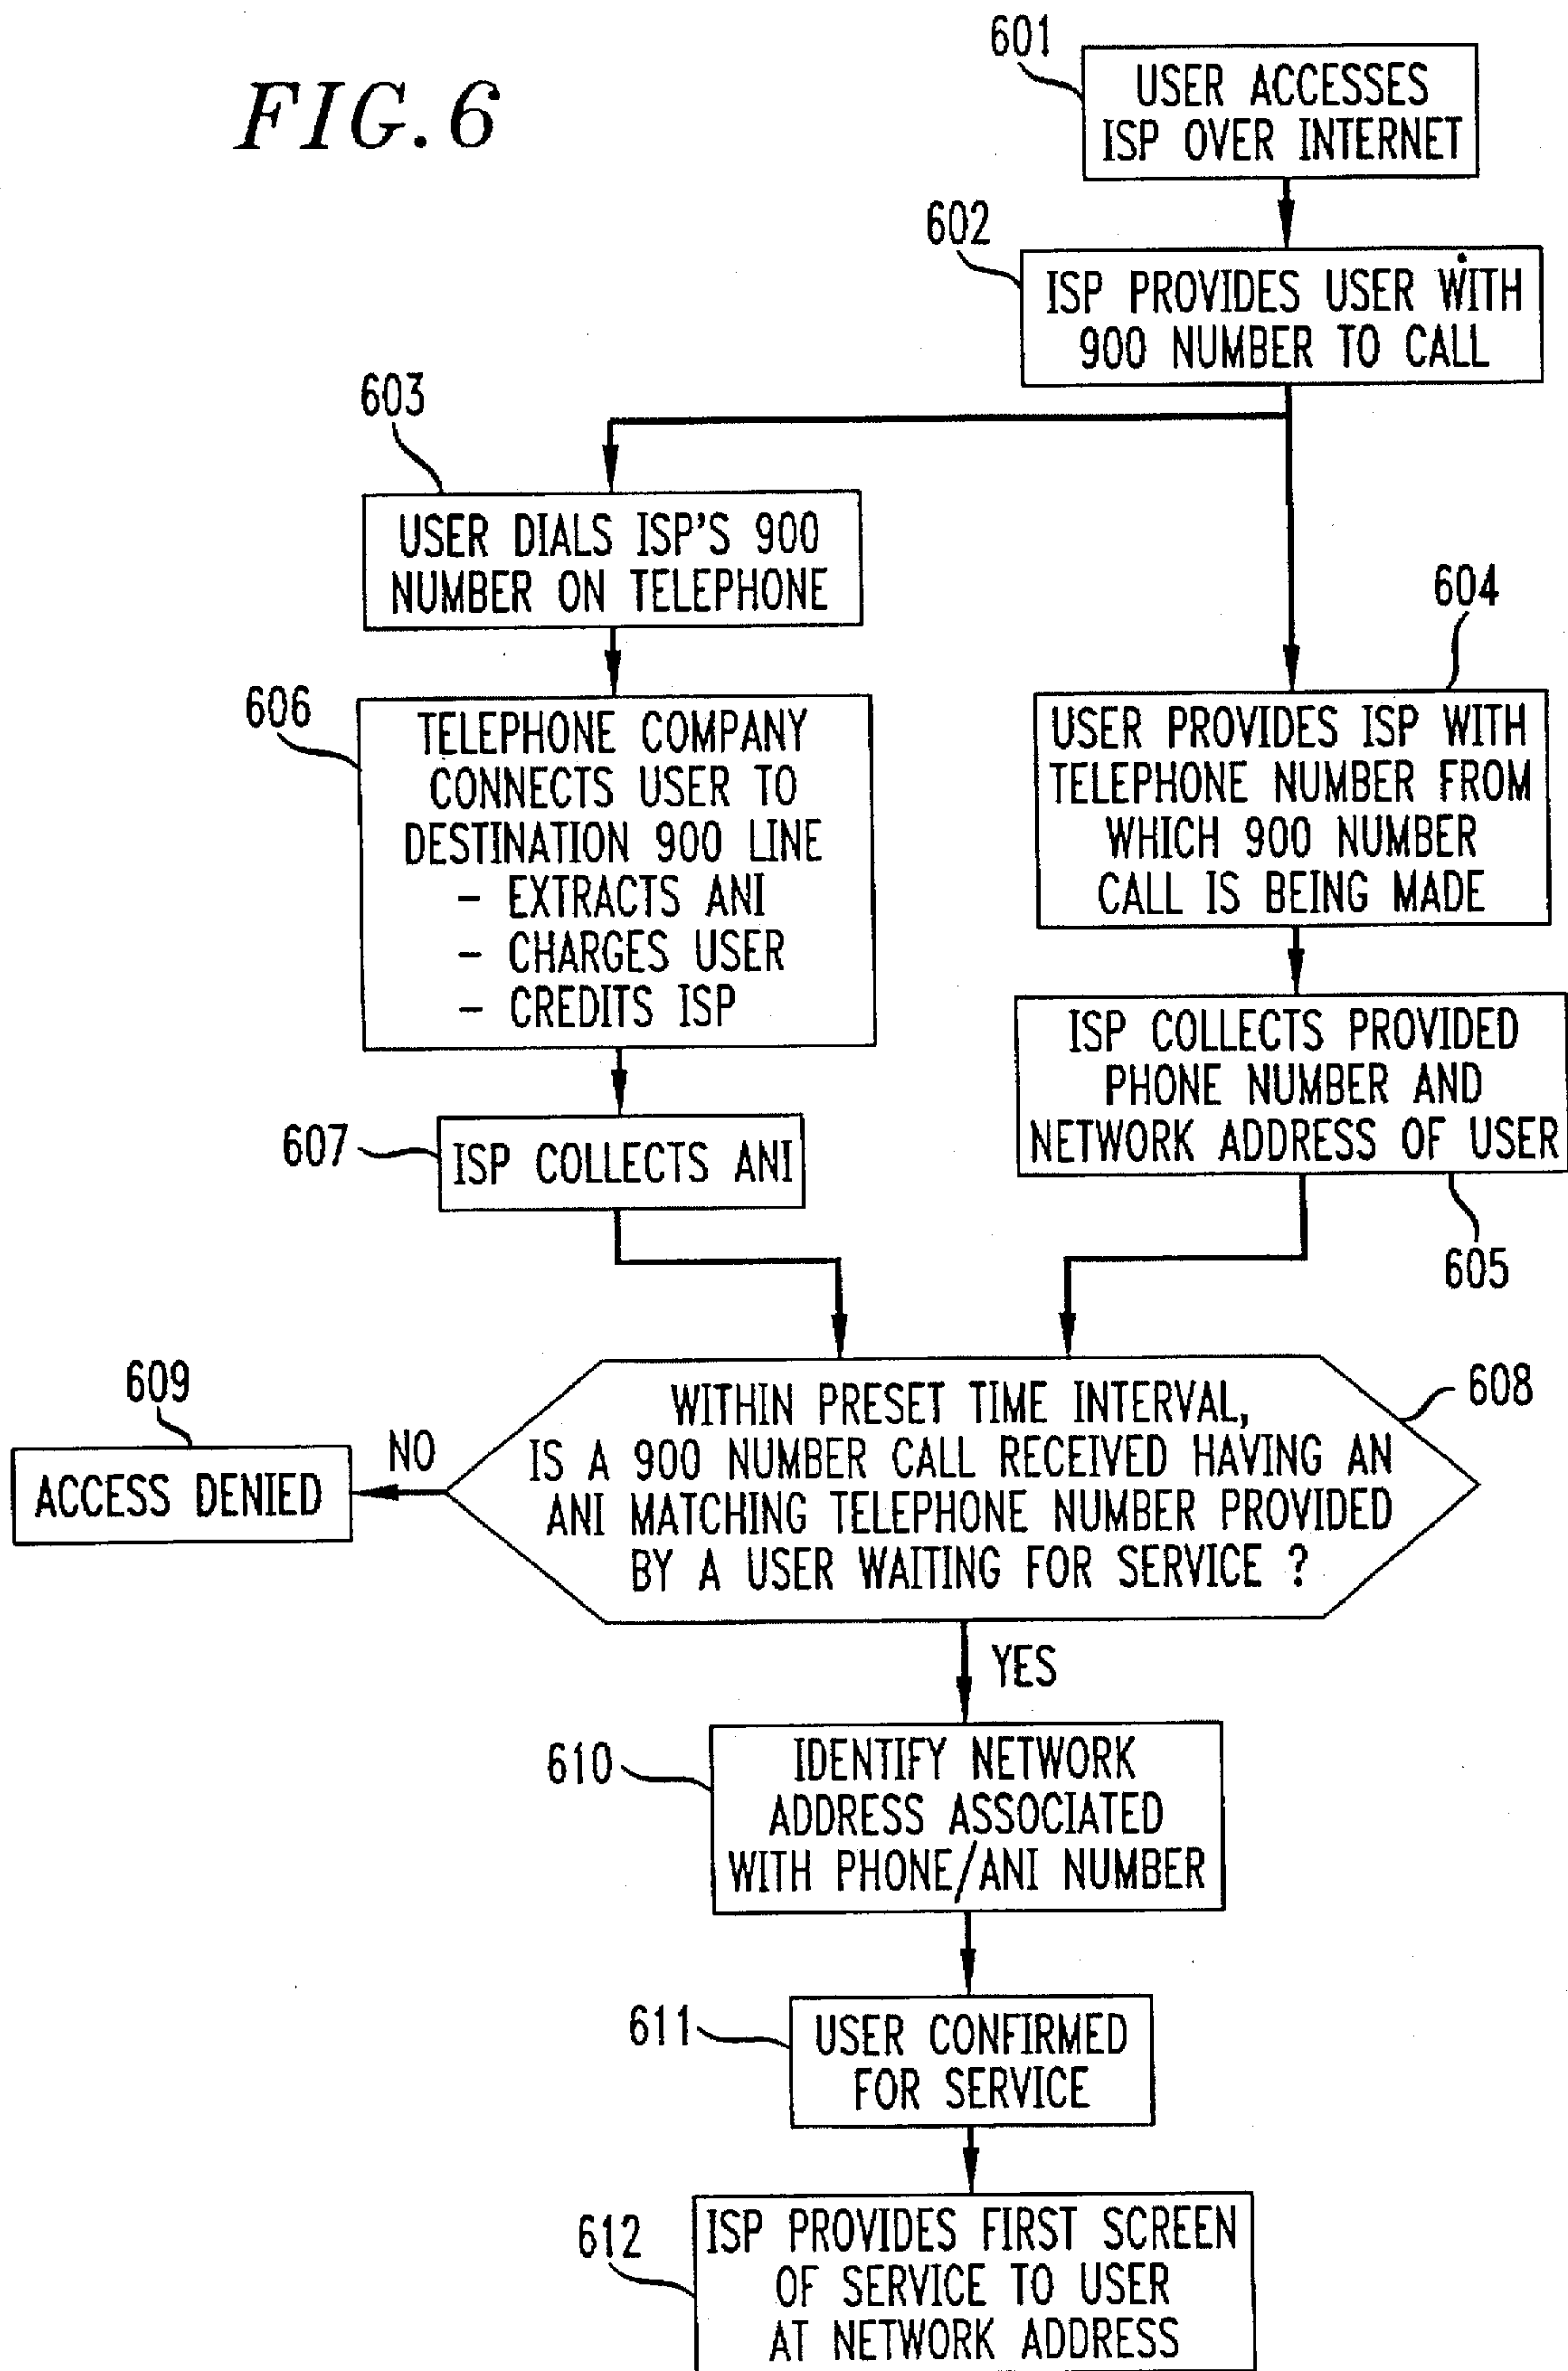 FIG. 6
601
USER ACCESSES
ISP OVER INTERNET
602
ISP PROVIDES USER WITH
900 NUMBER TO CALL
603
USER DIALS ISP'S 900
NUMBER ON TELEPHONE
604
USER PROVIDES ISP WITH
TELEPHONE NUMBER FROM
WHICH 900 NUMBER
CALL IS BEING MADE
606
TELEPHONE COMPANY
CONNECTS USER TO
DESTINATION 900 LINE
- EXTRACTS ANI
- CHARGES USER
- CREDITS ISP
ISP COLLECTS PROVIDED
PHONE NUMBER AND
NETWORK ADDRESS OF USER
605
607
ISP COLLECTS ANI
608
WITHIN PRESET TIME INTERVAL,
IS A 900 NUMBER CALL RECEIVED HAVING AN
ANI MATCHING TELEPHONE NUMBER PROVIDED
BY A USER WAITING FOR SERVICE ?
609
NO
ACCESS DENIED
YES
610
IDENTIFY NETWORK
ADDRESS ASSOCIATED
WITH PHONE/ANI NUMBER
611
USER CONFIRMED
FOR SERVICE
612
ISP PROVIDES FIRST SCREEN
OF SERVICE TO USER
AT NETWORK ADDRESS